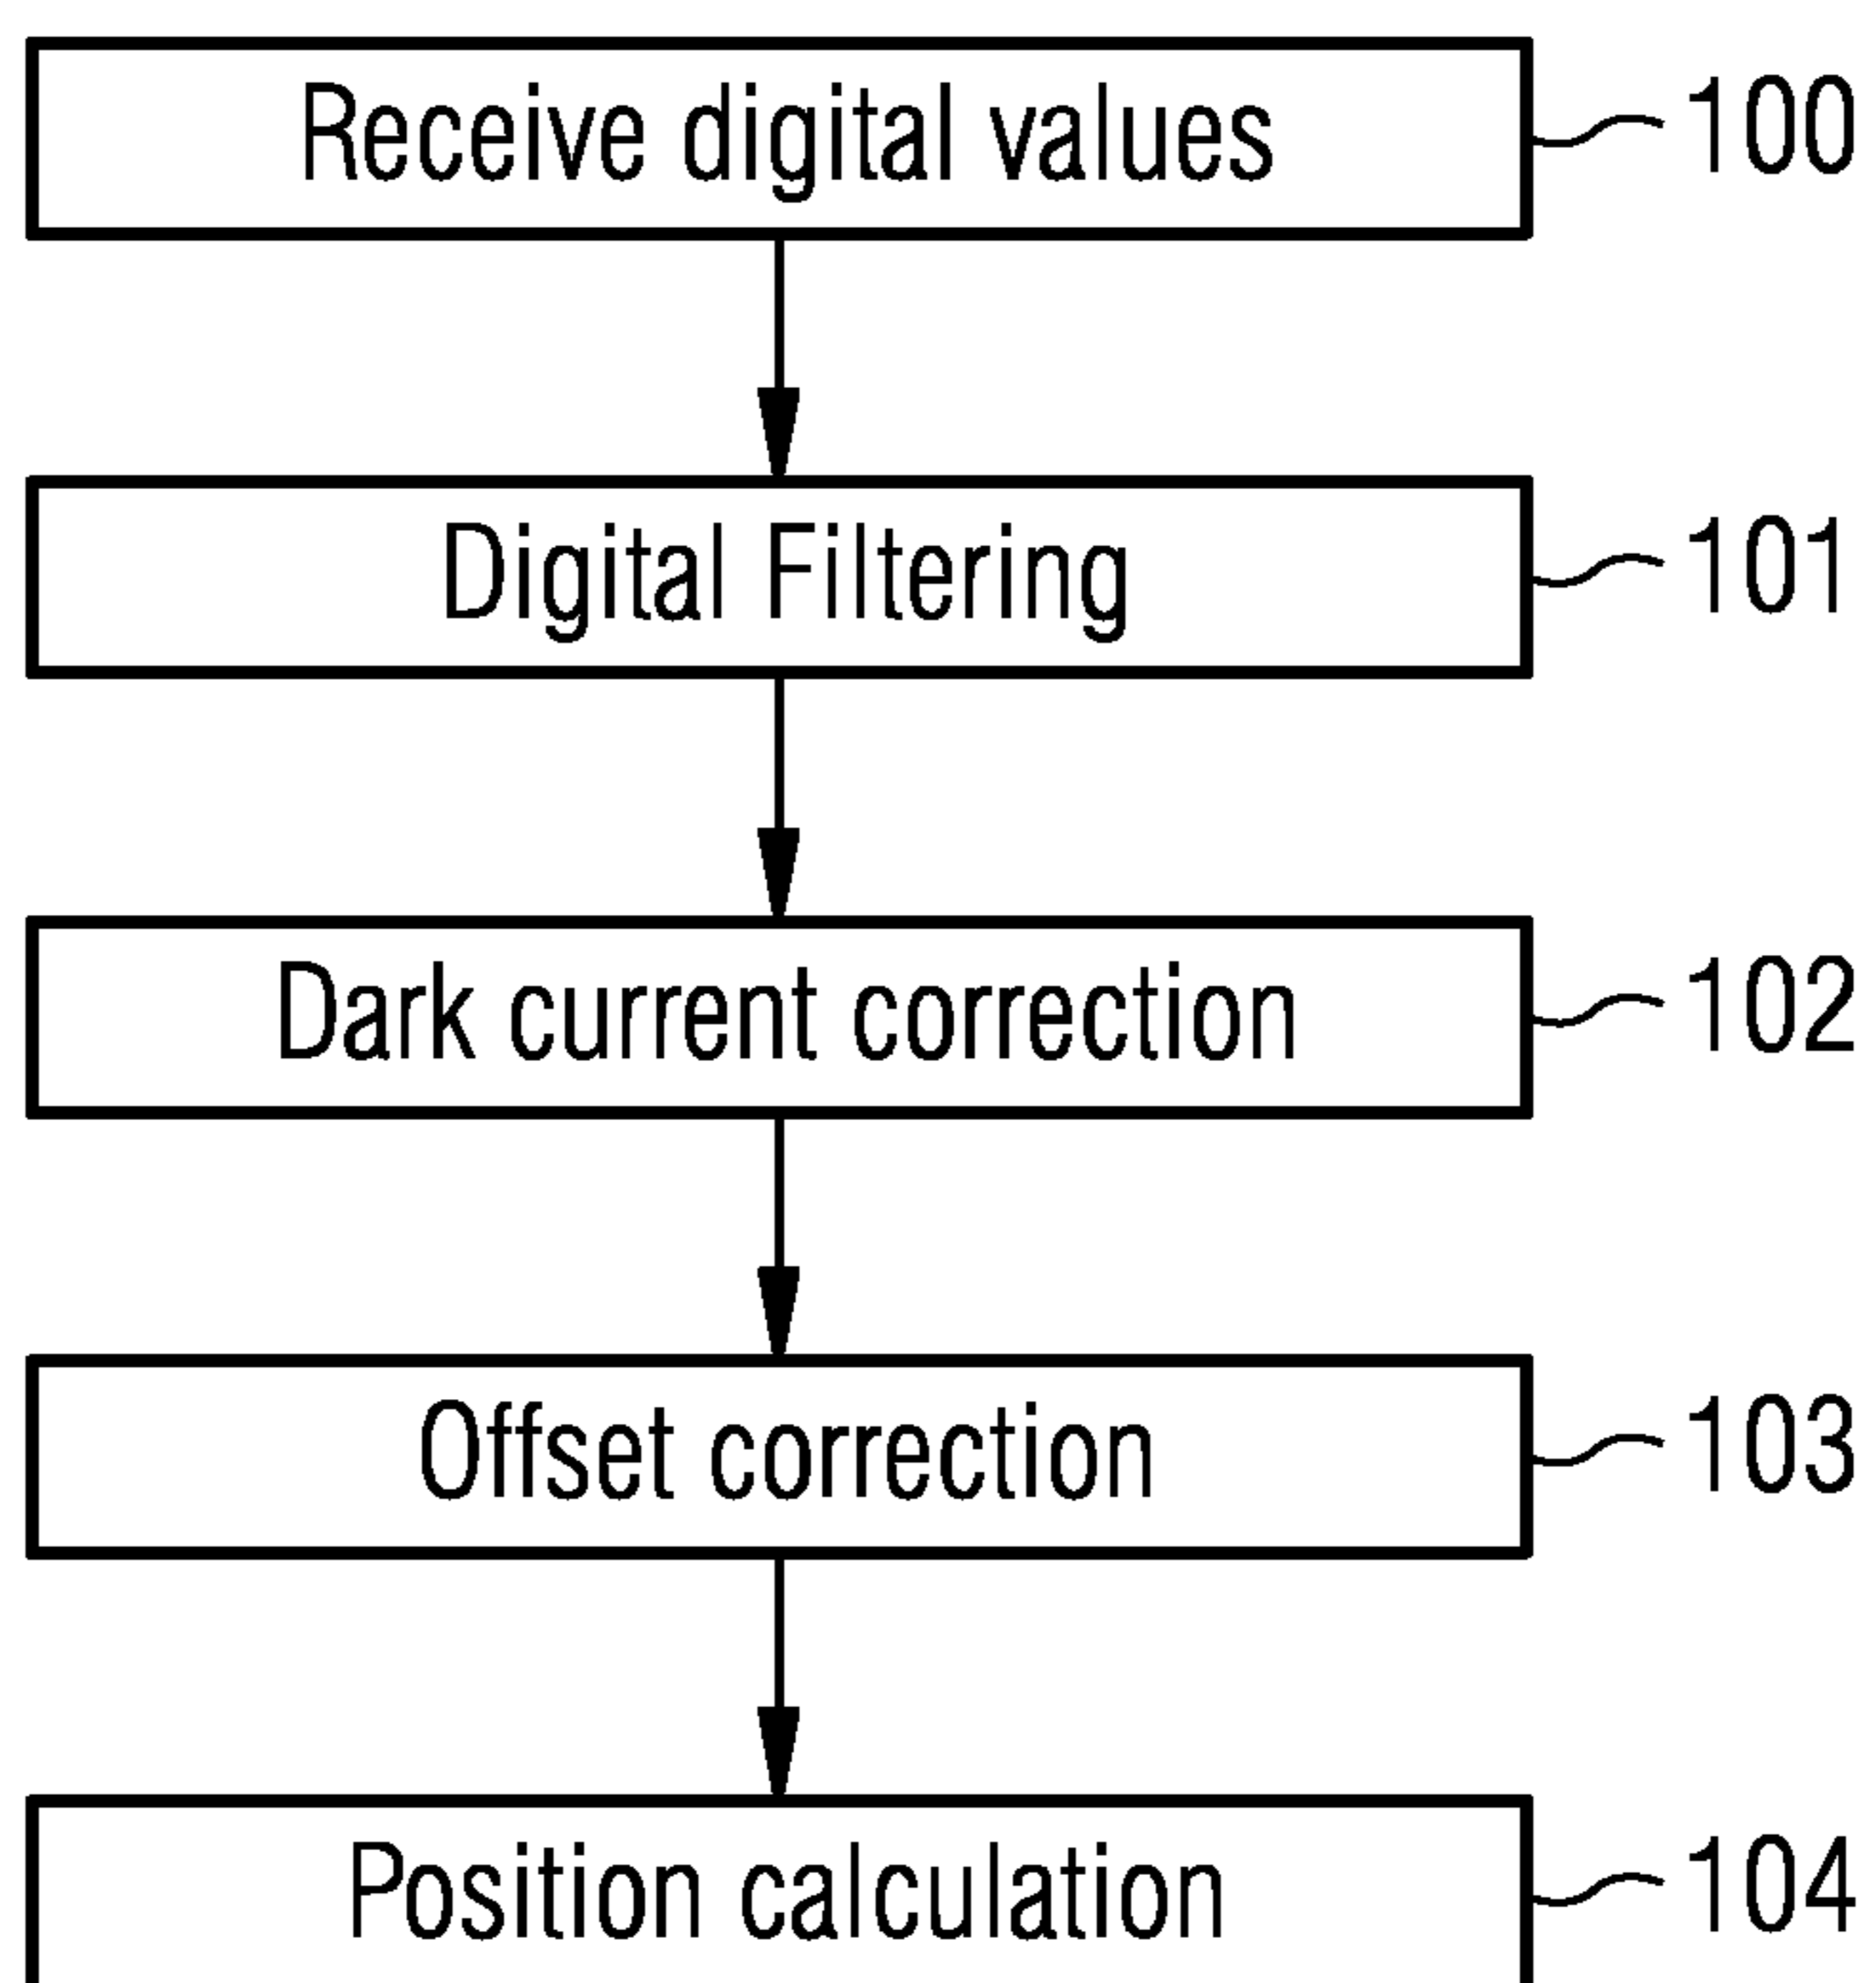 Receive digital values 100
Digital Filtering 101
Dark current correction 102
Offset correction 103
Position calculation 104